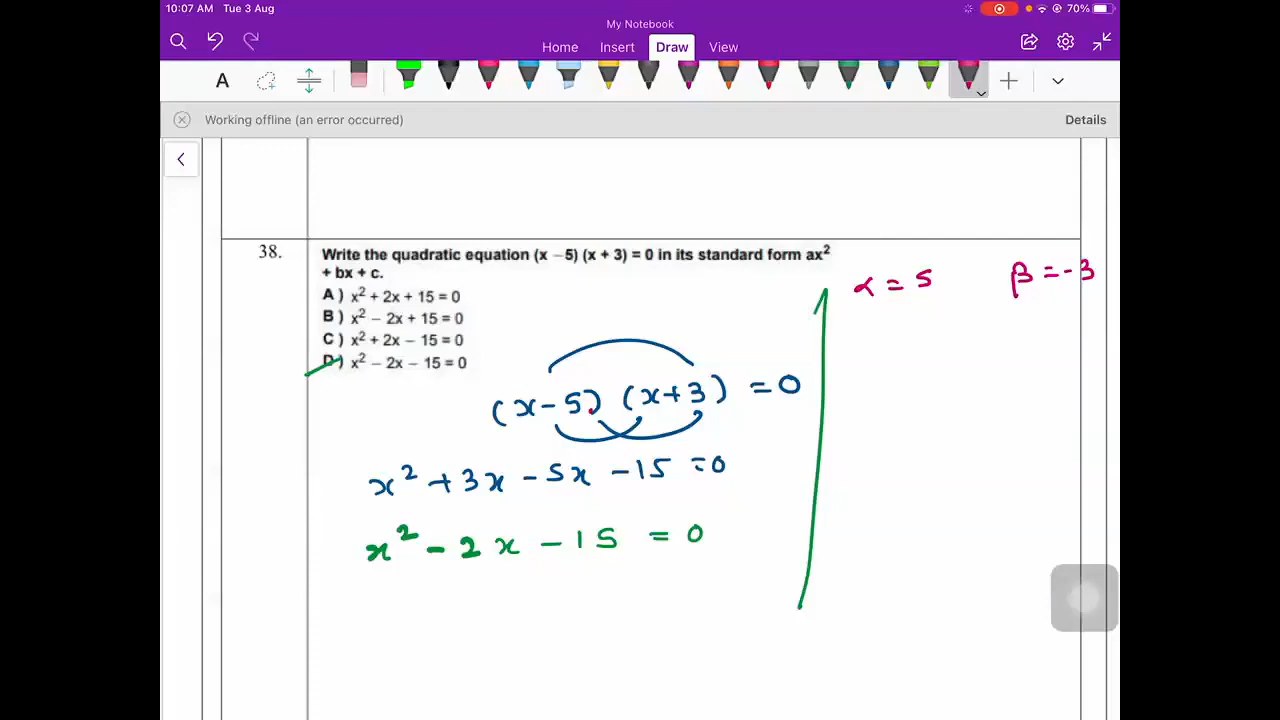 10:07 AM Tue 3 Aug
70%
My Notebook
Home Insert Draw View
A
Working offline (an error occurred)
Details
38.
Write the quadratic equation (x – 5) (x + 3) = 0 in its standard form ax²
+ bx + c.
A ) x² + 2x + 15 = 0
B ) x² – 2x + 15 = 0
C ) x² + 2x – 15 = 0
D ) x² – 2x – 15 = 0
(x – 5) (x + 3) = 0
x² + 3x – 5x – 15 = 0
x² – 2x – 15 = 0
α = 5 β = -3